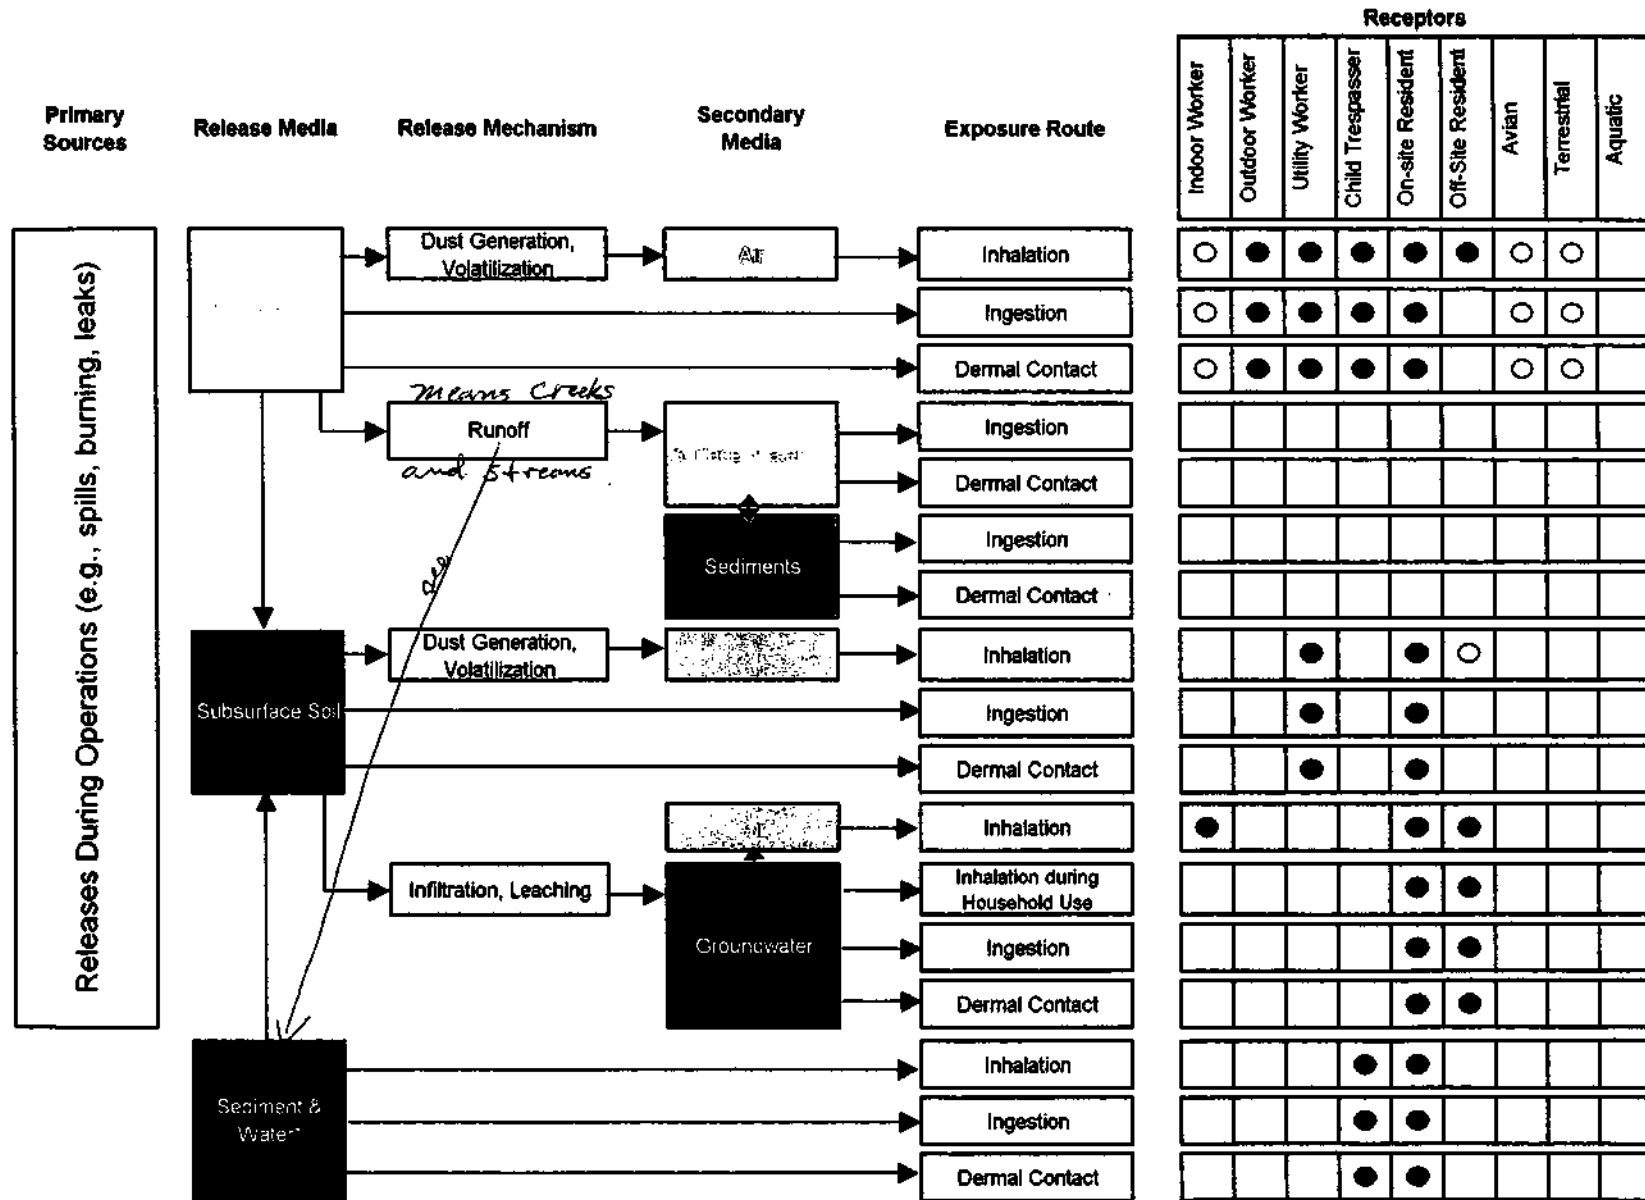 Receptors
Primary
Sources
Release Media
Release Mechanism
Secondary
Media
Exposure Route
Indoor Worker
Outdoor Worker
Utility Worker
Child Trespasser
On-site Resident
Off-Site Resident
Avian
Terrestrial
Aquatic
Releases During Operations (e.g., spills, burning, leaks)
Dust Generation,
Volatilization
Air
Inhalation
Ingestion
Dermal Contact
means Creeks
Runoff
and streams
Ingestion
Dermal Contact
see
Sediments
Ingestion
Dermal Contact
Subsurface Soil
Dust Generation,
Volatilization
Inhalation
Ingestion
Dermal Contact
Inhalation
Infiltration, Leaching
Groundwater
Inhalation during
Household Use
Ingestion
Dermal Contact
Sediment &
Water*
Inhalation
Ingestion
Dermal Contact